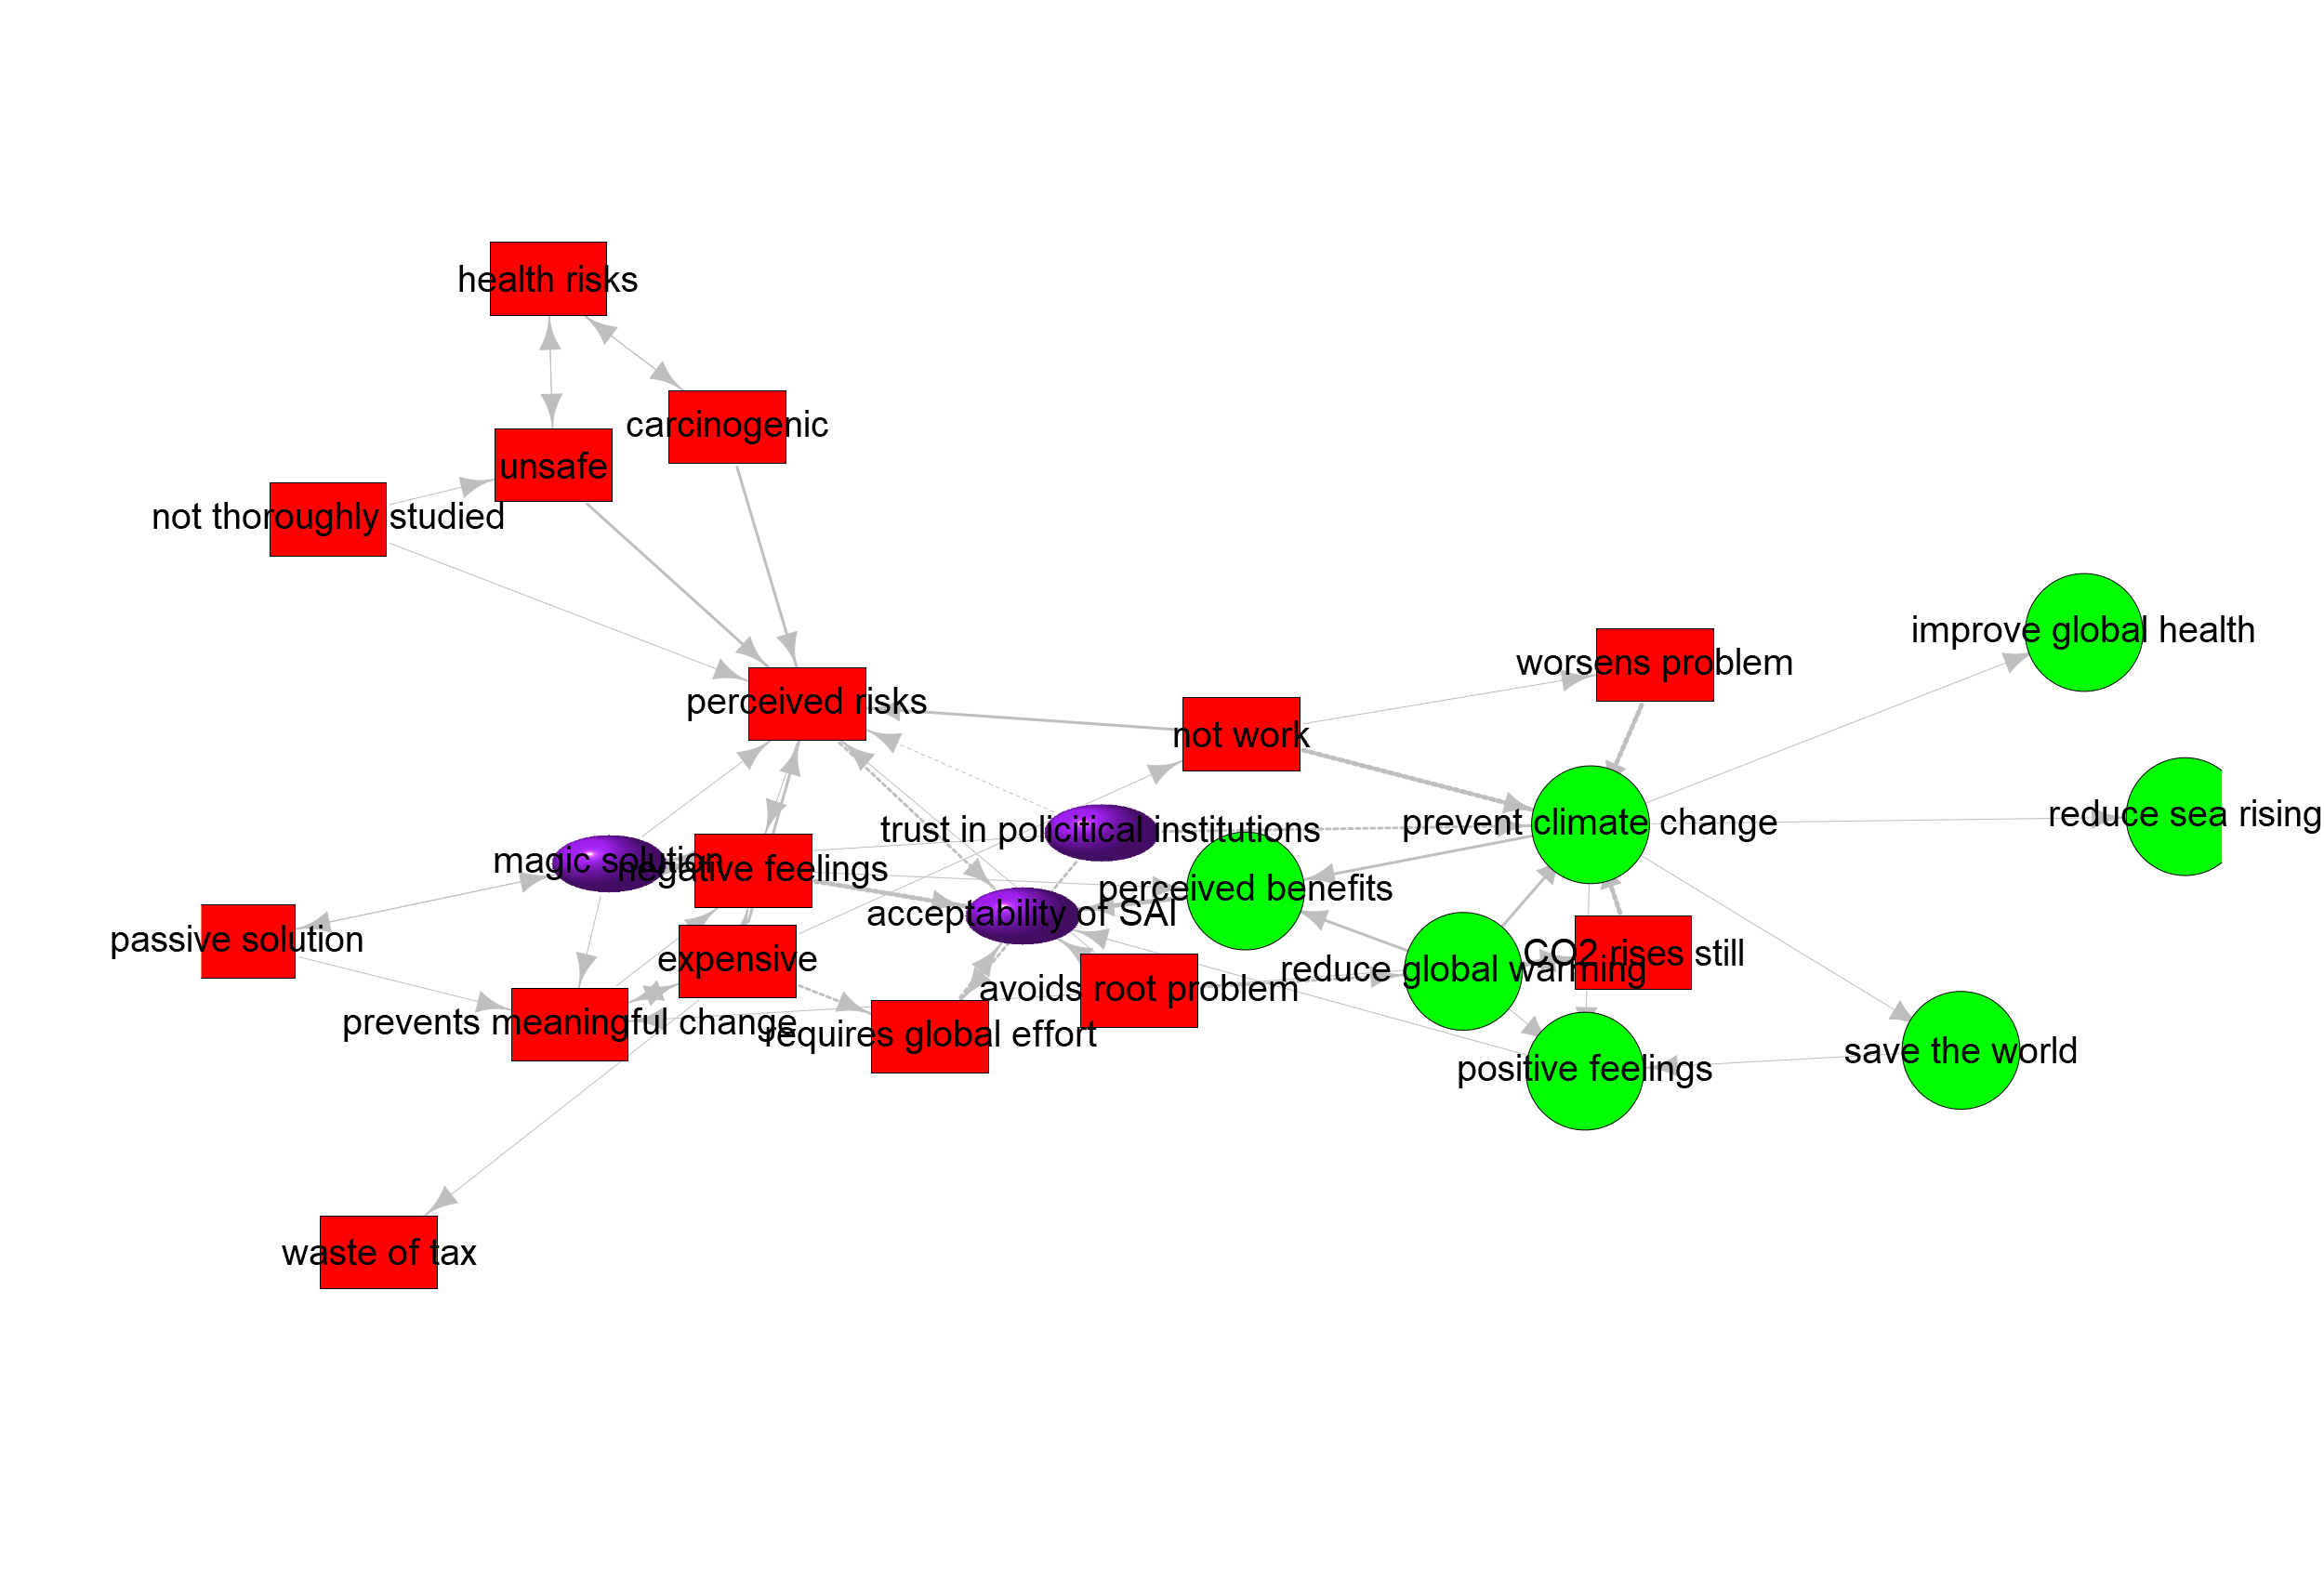 health risks
carcinogenic
unsafe
not thoroughly studied
improve global health
worsens problem
perceived risks
not work
reduce sea rising
prevent climate change
trust in policitical institutions
magic solution
negative feelings
perceived benefits
acceptability of SAI
passive solution
expensive
CO2 rises still
reduce global warming
avoids root problem
prevents meaningful change
requires global effort
save the world
positive feelings
waste of tax